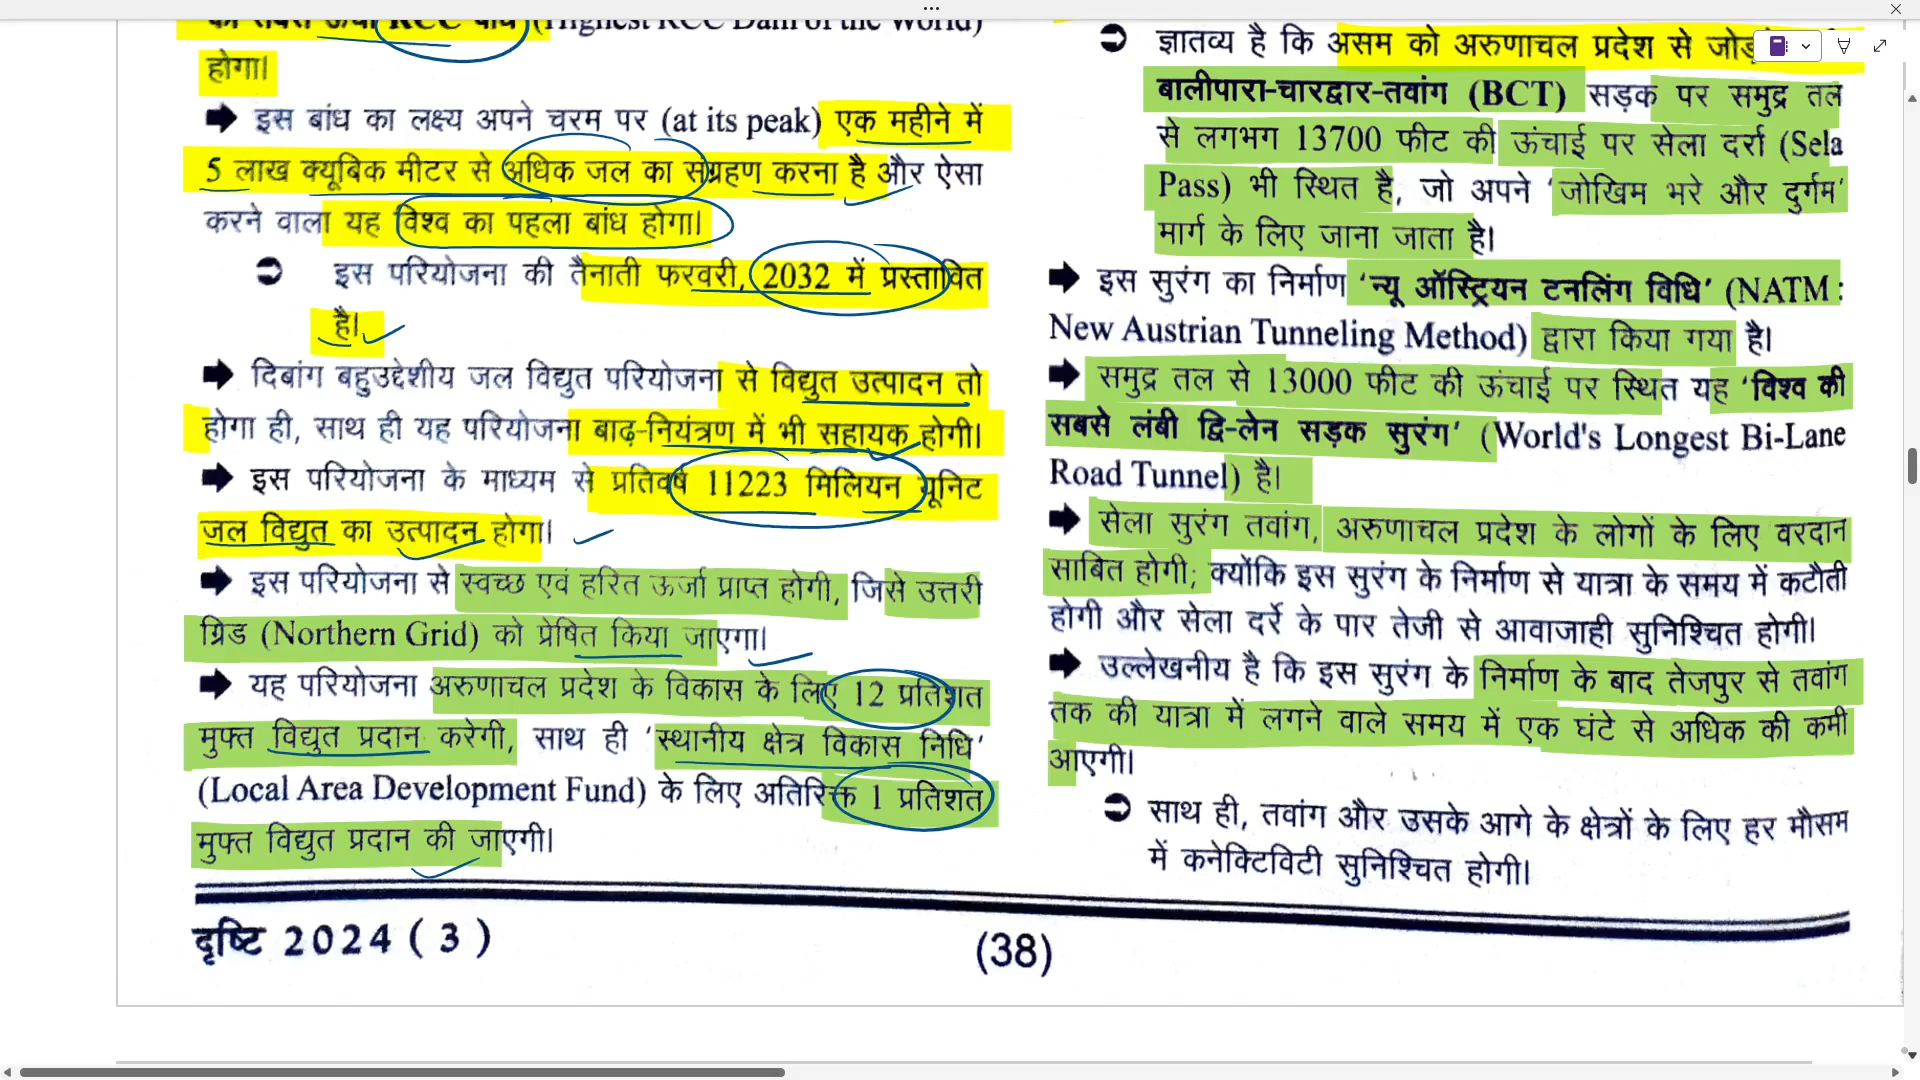 का सबसे ऊंचा RCC बांध (Highest RCC Dam of the World)
होगा।
➡ इस बांध का लक्ष्य अपने चरम पर (at its peak) एक महीने में
5 लाख क्यूबिक मीटर से अधिक जल का संग्रहण करना है और ऐसा
करने वाला यह विश्व का पहला बांध होगा।
➲ इस परियोजना की तैनाती फरवरी, 2032 में प्रस्तावित
है।
➡ दिबांग बहुउद्देशीय जल विद्युत परियोजना से विद्युत उत्पादन तो
होगा ही, साथ ही यह परियोजना बाढ़-नियंत्रण में भी सहायक होगी।
➡ इस परियोजना के माध्यम से प्रतिवर्ष 11223 मिलियन यूनिट
जल विद्युत का उत्पादन होगा।
➡ इस परियोजना से स्वच्छ एवं हरित ऊर्जा प्राप्त होगी, जिसे उत्तरी
ग्रिड (Northern Grid) को प्रेषित किया जाएगा।
➡ यह परियोजना अरुणाचल प्रदेश के विकास के लिए 12 प्रतिशत
मुफ्त विद्युत प्रदान करेगी, साथ ही 'स्थानीय क्षेत्र विकास निधि'
(Local Area Development Fund) के लिए अतिरिक्त 1 प्रतिशत
मुफ्त विद्युत प्रदान की जाएगी।
➲ ज्ञातव्य है कि असम को अरुणाचल प्रदेश से
बालीपारा-चारद्वार-तवांग (BCT) सड़क पर समुद्र तल
से लगभग 13700 फीट की ऊंचाई पर सेला दर्रा (Sela
Pass) भी स्थित है, जो अपने 'जोखिम भरे और दुर्गम'
मार्ग के लिए जाना जाता है।
➡ इस सुरंग का निर्माण 'न्यू ऑस्ट्रियन टनलिंग विधि' (NATM :
New Austrian Tunneling Method) द्वारा किया गया है।
➡ समुद्र तल से 13000 फीट की ऊंचाई पर स्थित यह 'विश्व की
सबसे लंबी द्वि-लेन सड़क सुरंग' (World's Longest Bi-Lane
Road Tunnel) है।
➡ सेला सुरंग तवांग, अरुणाचल प्रदेश के लोगों के लिए वरदान
साबित होगी; क्योंकि इस सुरंग के निर्माण से यात्रा के समय में कटौती
होगी और सेला दर्रे के पार तेजी से आवाजाही सुनिश्चित होगी।
➡ उल्लेखनीय है कि इस सुरंग के निर्माण के बाद तेजपुर से तवांग
तक की यात्रा में लगने वाले समय में एक घंटे से अधिक की कमी
आएगी।
➲ साथ ही, तवांग और उसके आगे के क्षेत्रों के लिए हर मौसम
में कनेक्टिविटी सुनिश्चित होगी।
दृष्टि 2024 ( 3 )
(38)